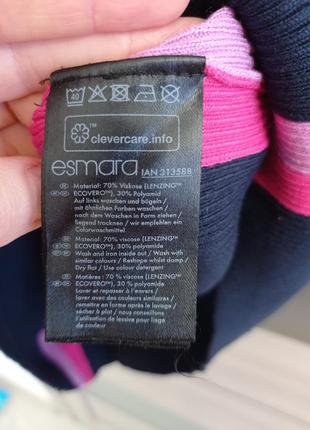 40
clevercare.info
esmara IAN 313588
Material: 70% Viskose (LENZING™
ECOVERO™), 30% Polyamid
Auf links waschen und bügeln /
mit ähnlichen Farben waschen /
nach dem Waschen in Form ziehen /
liegend trocknen / wir empfehlen ein
Colorwaschmittel
Material: 70% viscose (LENZING™
ECOVERO™), 30% polyamide
Wash and iron inside out / Wash with
similar colours / Reshape whilst damp /
Dry flat / Use colour detergent
Matières: 70 % viscose (LENZING™
ECOVERO™), 30 % polyamide
Laver et repasser à l'envers /
laver avec des couleurs similaires /
remettre en forme après le lavage /
sécher à plat / nous conseillons
l'utilisation d'une lessive pour linge
de couleur